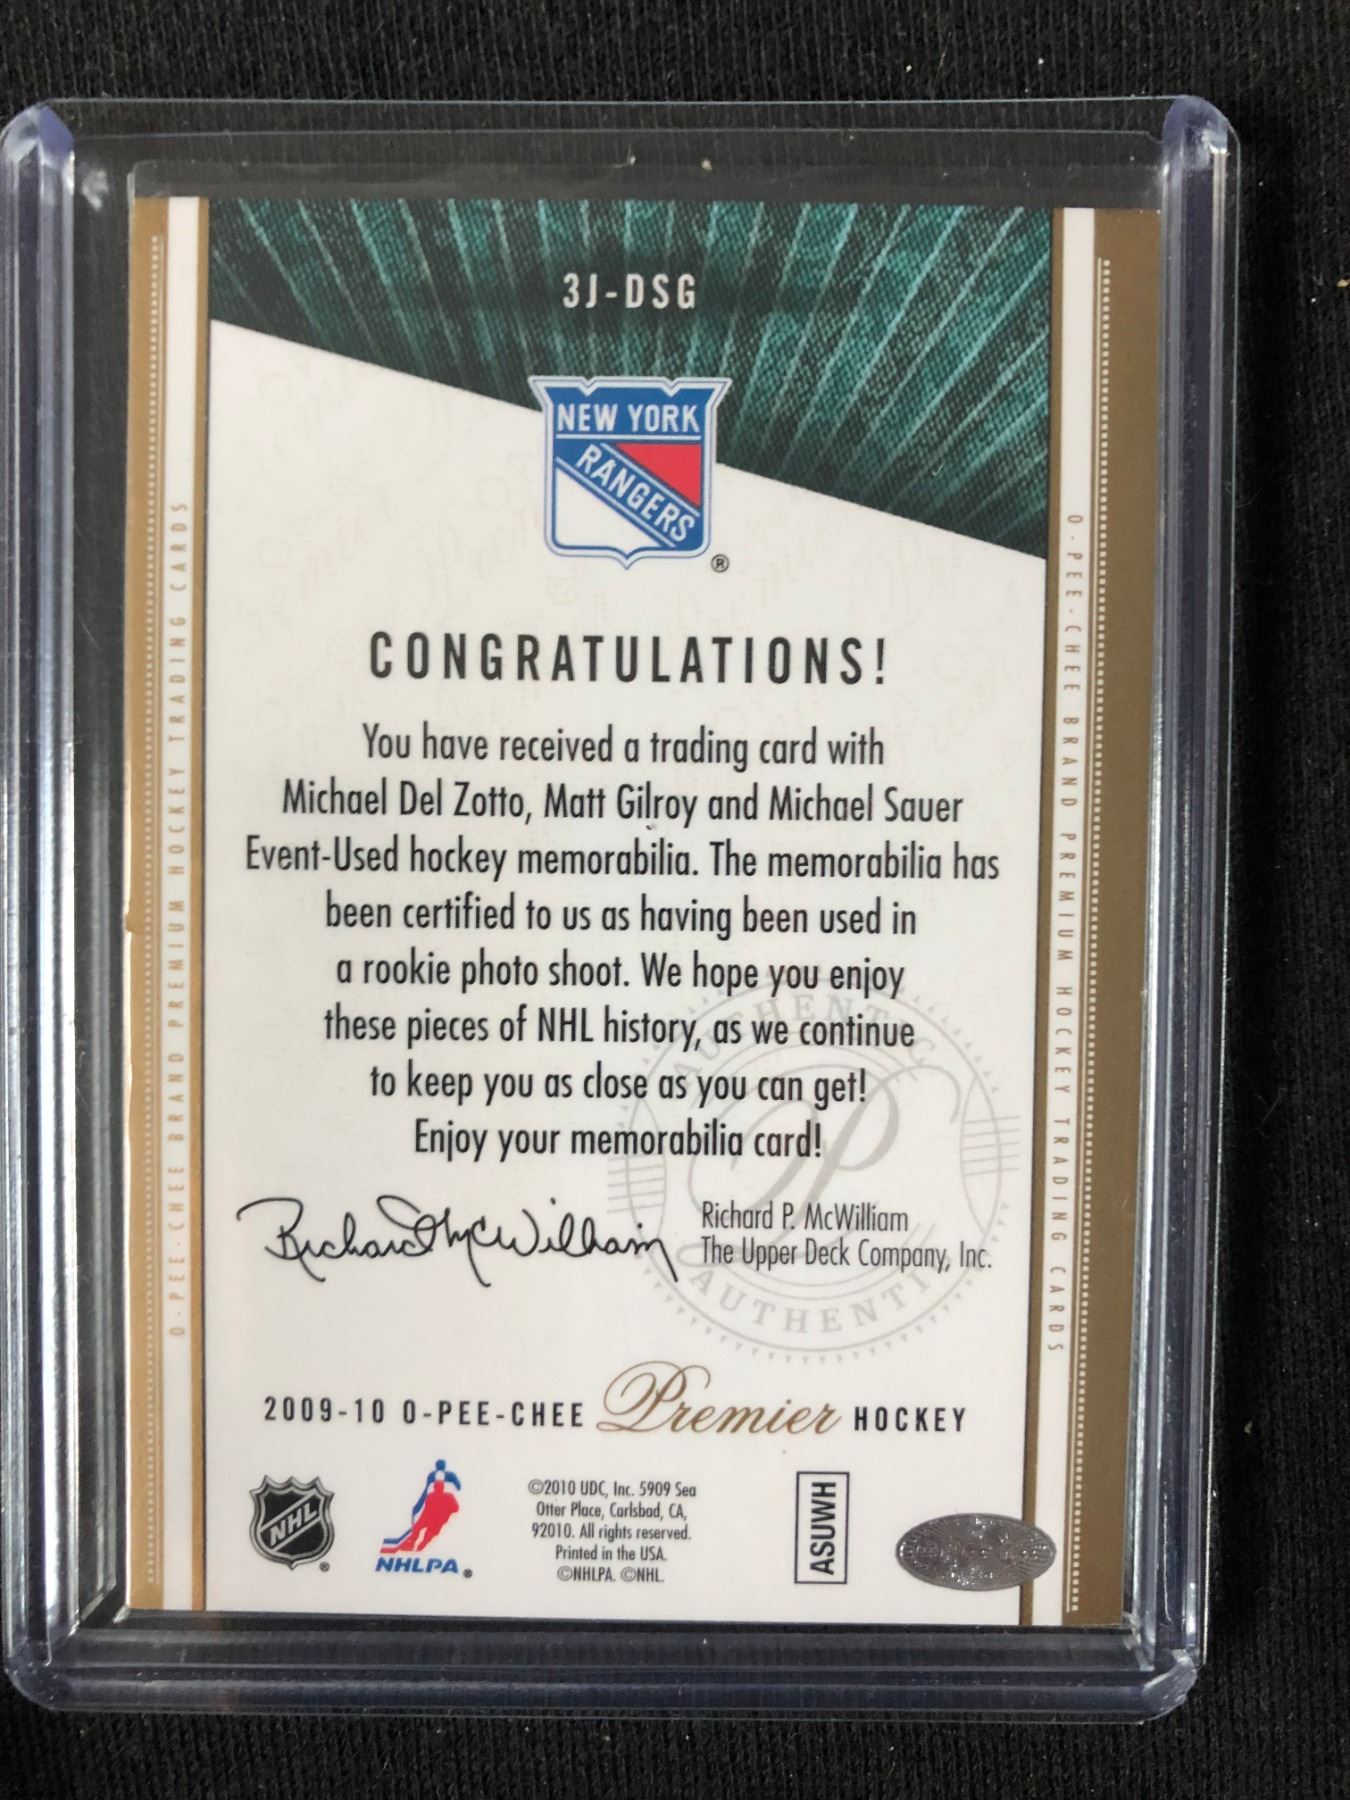 3J-DSG
NEW YORK
RANGERS
®
CONGRATULATIONS!
You have received a trading card with
Michael Del Zotto, Matt Gilroy and Michael Sauer
Event-Used hockey memorabilia. The memorabilia has
been certified to us as having been used in
a rookie photo shoot. We hope you enjoy
these pieces of NHL history, as we continue
to keep you as close as you can get!
Enjoy your memorabilia card!
Richard McWilliam
Richard P. McWilliam
The Upper Deck Company, Inc.
AUTHENTIC
P
AUTHENTIC
2009-10 O-PEE-CHEE Premier HOCKEY
NHL
®
NHLPA®
©2010 UDC, Inc. 5909 Sea
Otter Place, Carlsbad, CA,
92010. All rights reserved.
Printed in the USA.
©NHLPA. ©NHL.
ASUWH
O-PEE-CHEE BRAND PREMIUM HOCKEY TRADING CARDS
O-PEE-CHEE BRAND PREMIUM HOCKEY TRADING CARDS